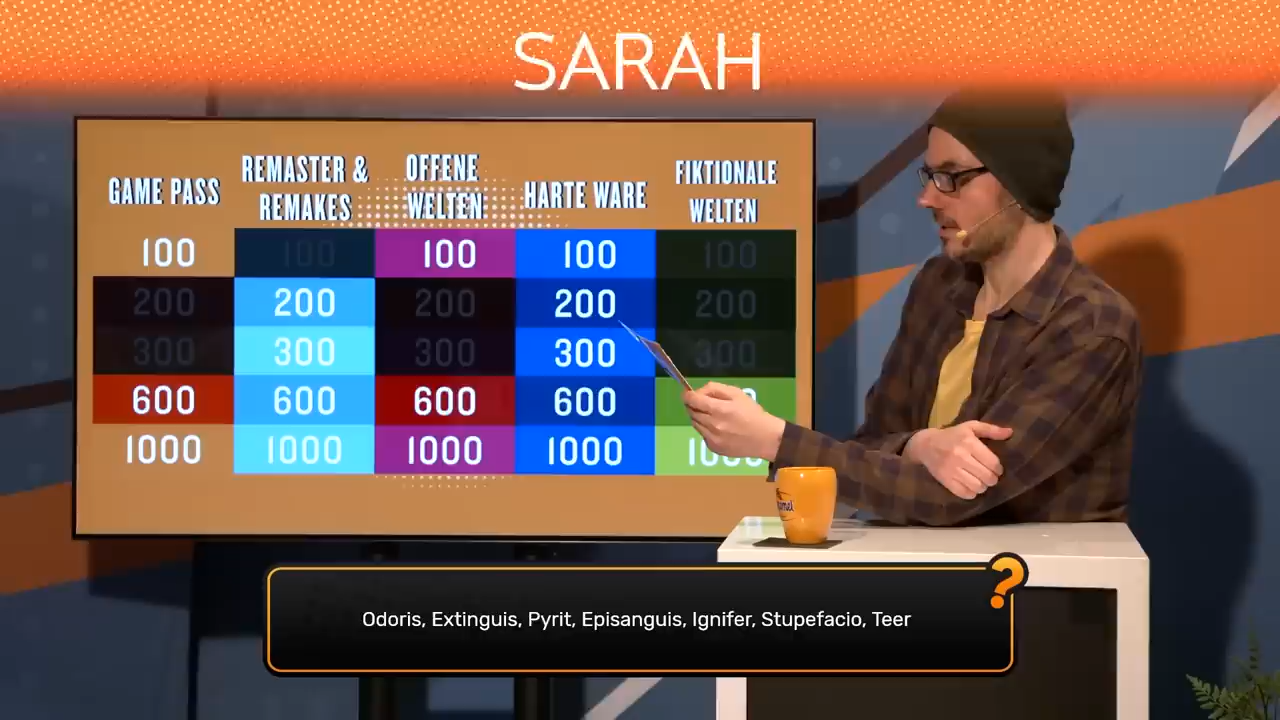 SARAH
GAME PASS
REMASTER &
REMAKES
OFFENE
WELTEN
HARTE WARE
FIKTIONALE
WELTEN
100 100 100 100 100
200 200 200 200 200
300 300 300 300 300
600 600 600 600
1000 1000 1000 1000
Odoris, Extinguis, Pyrit, Episanguis, Ignifer, Stupefacio, Teer
?